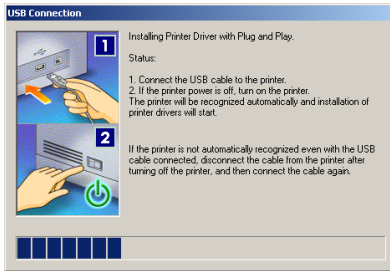 USB Connection
1
Installing Printer Driver with Plug and Play.
Status:
1. Connect the USB cable to the printer.
2. If the printer power is off, turn on the printer.
The printer will be recognized automatically and installation of
printer drivers will start.
2
If the printer is not automatically recognized even with the USB
cable connected, disconnect the cable from the printer after
turning off the printer, and then connect the cable again.